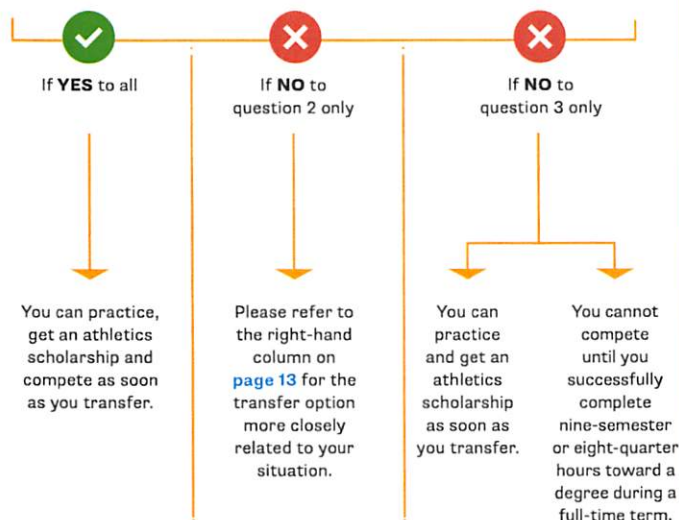 If YES to all
If NO to
question 2 only
If NO to
question 3 only
You can practice,
get an athletics
scholarship and
compete as soon
as you transfer.
Please refer to
the right-hand
column on
page 13 for the
transfer option
more closely
related to your
situation.
You can
practice
and get an
athletics
scholarship
as soon as
you transfer.
You cannot
compete
until you
successfully
complete
nine-semester
or eight-quarter
hours toward a
degree during a
full-time term.